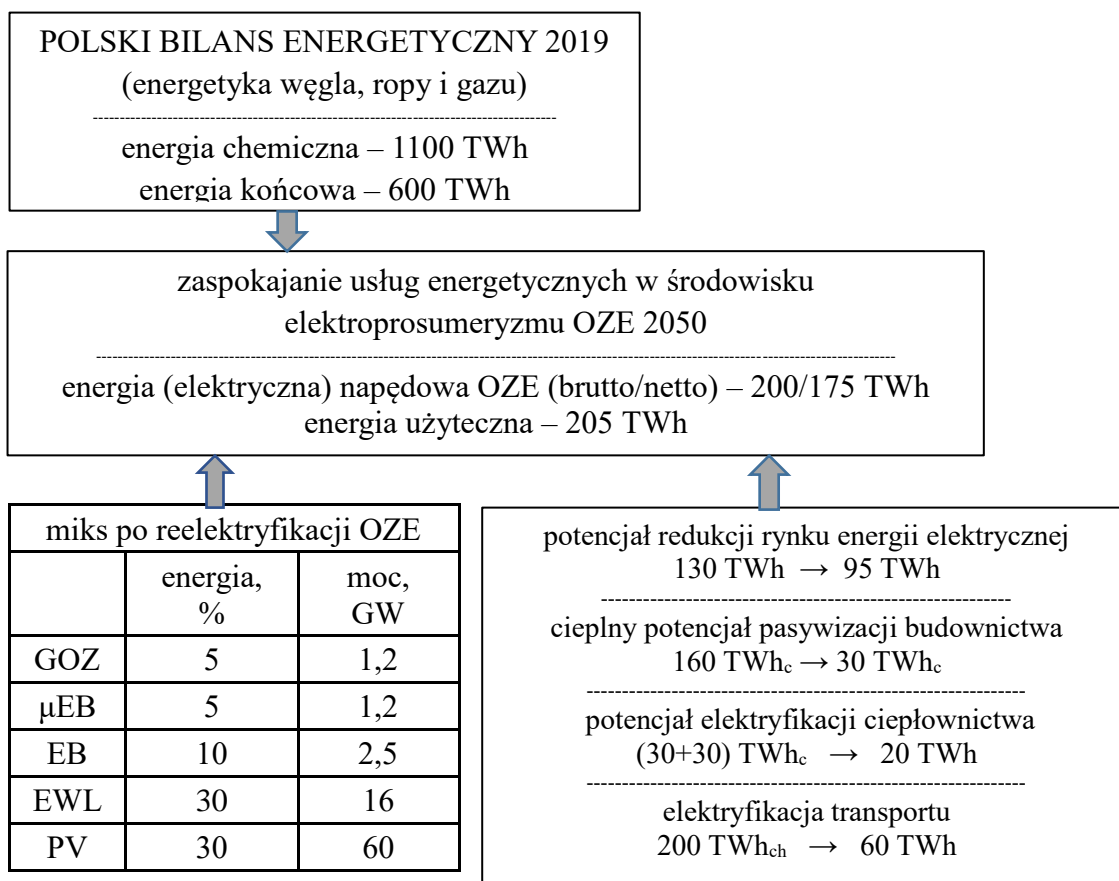 POLSKI BILANS ENERGETYCZNY 2019
(energetyka węgla, ropy i gazu)
energia chemiczna – 1100 TWh
energia końcowa – 600 TWh
zaspokajanie usług energetycznych w środowisku
elektroprosumeryzmu OZE 2050
energia (elektryczna) napędowa OZE (brutto/netto) – 200/175 TWh
energia użyteczna – 205 TWh
miks po reelektryfikacji OZE
energia, % moc, GW
GOZ 5 1,2
µEB 5 1,2
EB 10 2,5
EWL 30 16
PV 30 60
potencjał redukcji rynku energii elektrycznej
130 TWh → 95 TWh
cieplny potencjał pasywizacji budownictwa
160 TWhc → 30 TWhc
potencjał elektryfikacji ciepłownictwa
(30+30) TWhc → 20 TWh
elektryfikacja transportu
200 TWhch → 60 TWh